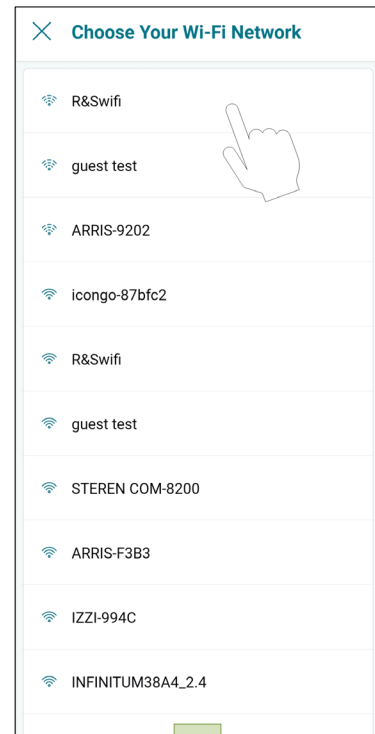 Choose Your Wi-Fi Network
R&Swifi
guest test
ARRIS-9202
icongo-87bfc2
R&Swifi
guest test
STEREN COM-8200
ARRIS-F3B3
IZZI-994C
INFINITUM38A4_2.4